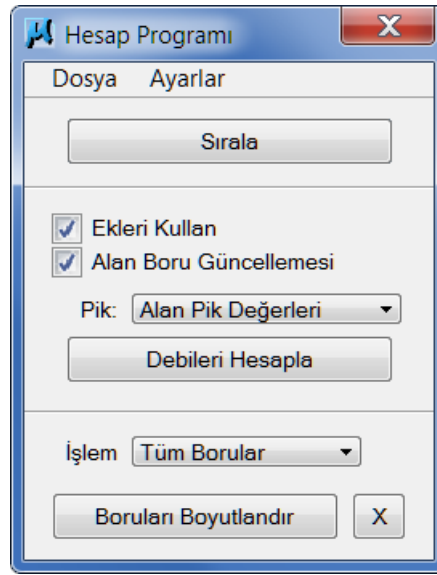 Hesap Programı
Dosya Ayarlar
Sırala
Ekleri Kullan
Alan Boru Güncellemesi
Pik: Alan Pik Değerleri
Debileri Hesapla
İşlem Tüm Borular
Boruları Boyutlandır X